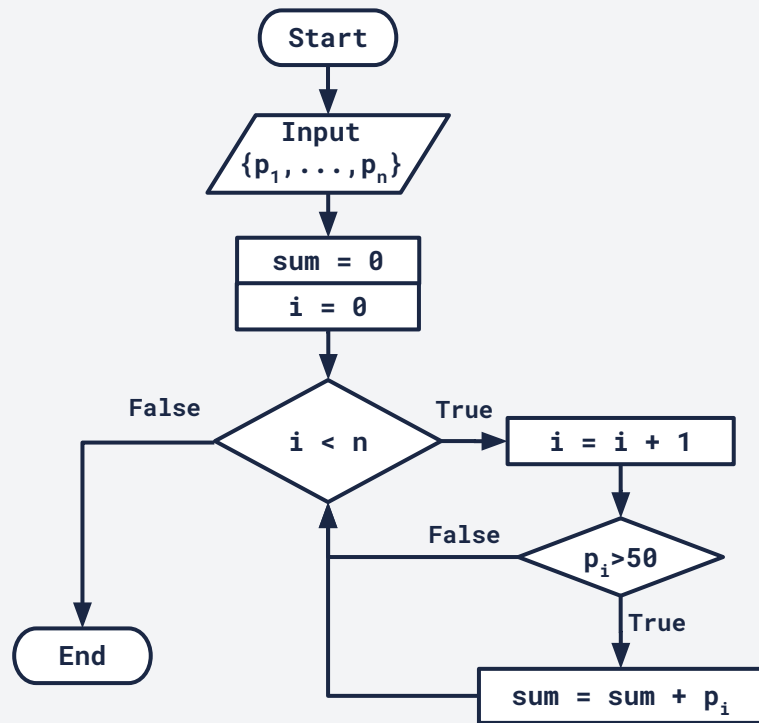 Start
Input
{p₁,...,pₙ}
sum = 0
i = 0
False
True
i < n
i = i + 1
False
pᵢ>50
True
End
sum = sum + pᵢ